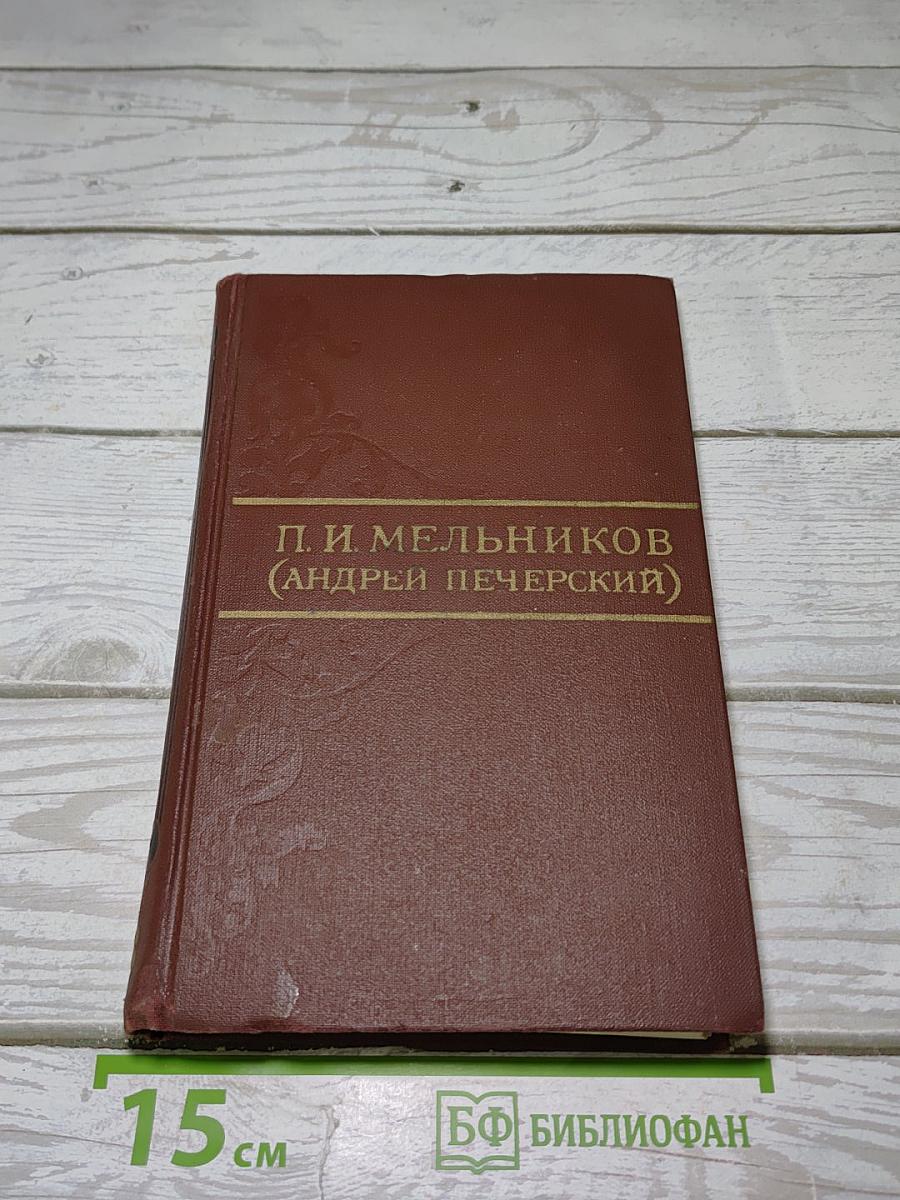 П. И. МЕЛЬНИКОВ
(АНДРЕЙ ПЕЧЕРСКИЙ)
15 см
БФ БИБЛИОФАН